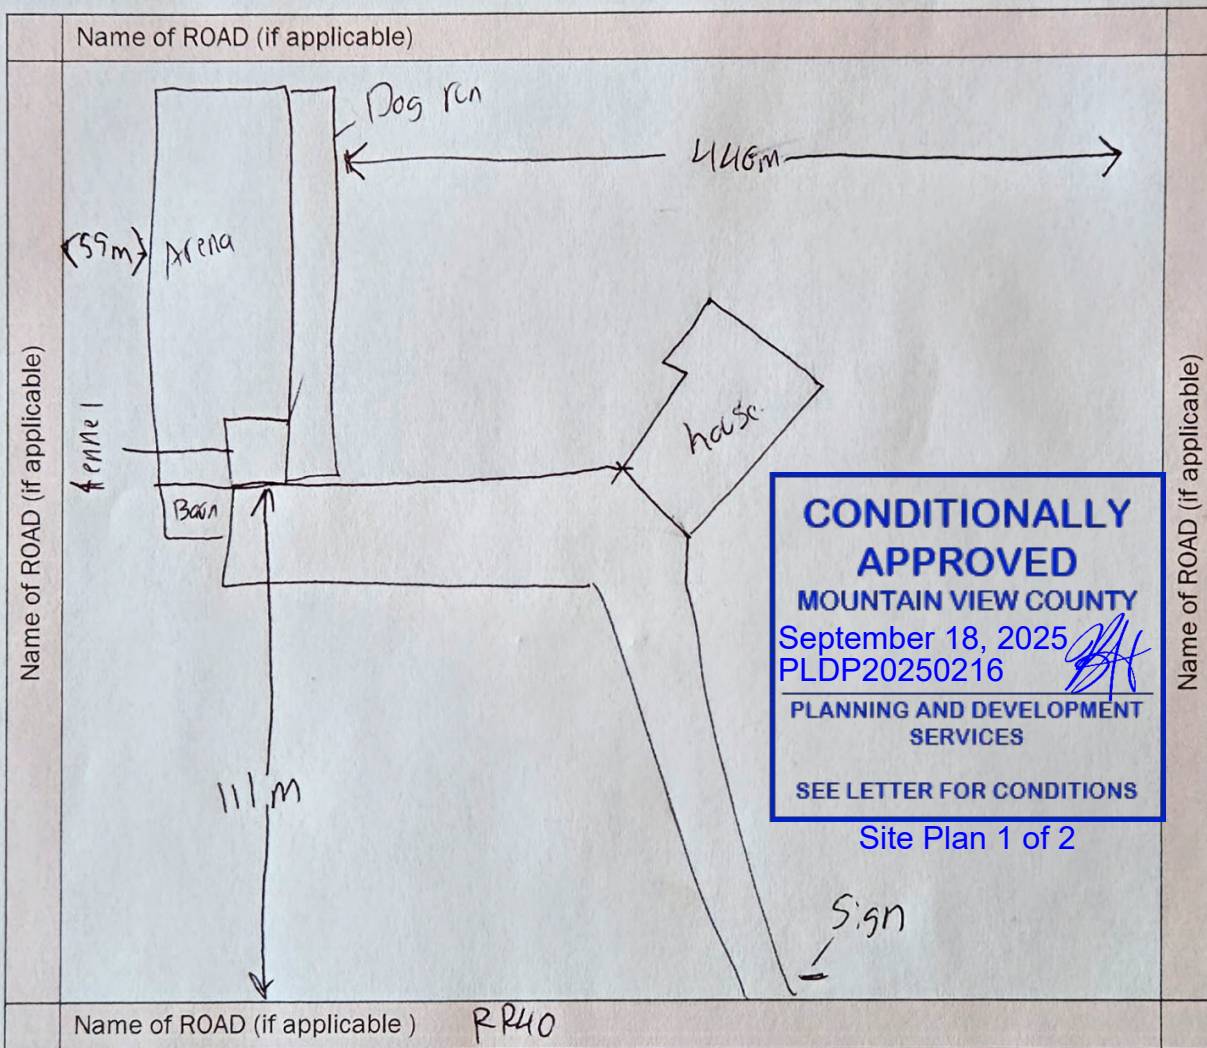 Name of ROAD (if applicable)
Dog run
446m
59m
Arena
house
Kennel
Barn
Name of ROAD (if applicable)
Name of ROAD (if applicable)
CONDITIONALLY
APPROVED
MOUNTAIN VIEW COUNTY
September 18, 2025
PLDP20250216
PLANNING AND DEVELOPMENT
SERVICES
SEE LETTER FOR CONDITIONS
Site Plan 1 of 2
111m
Sign
Name of ROAD (if applicable) RR40